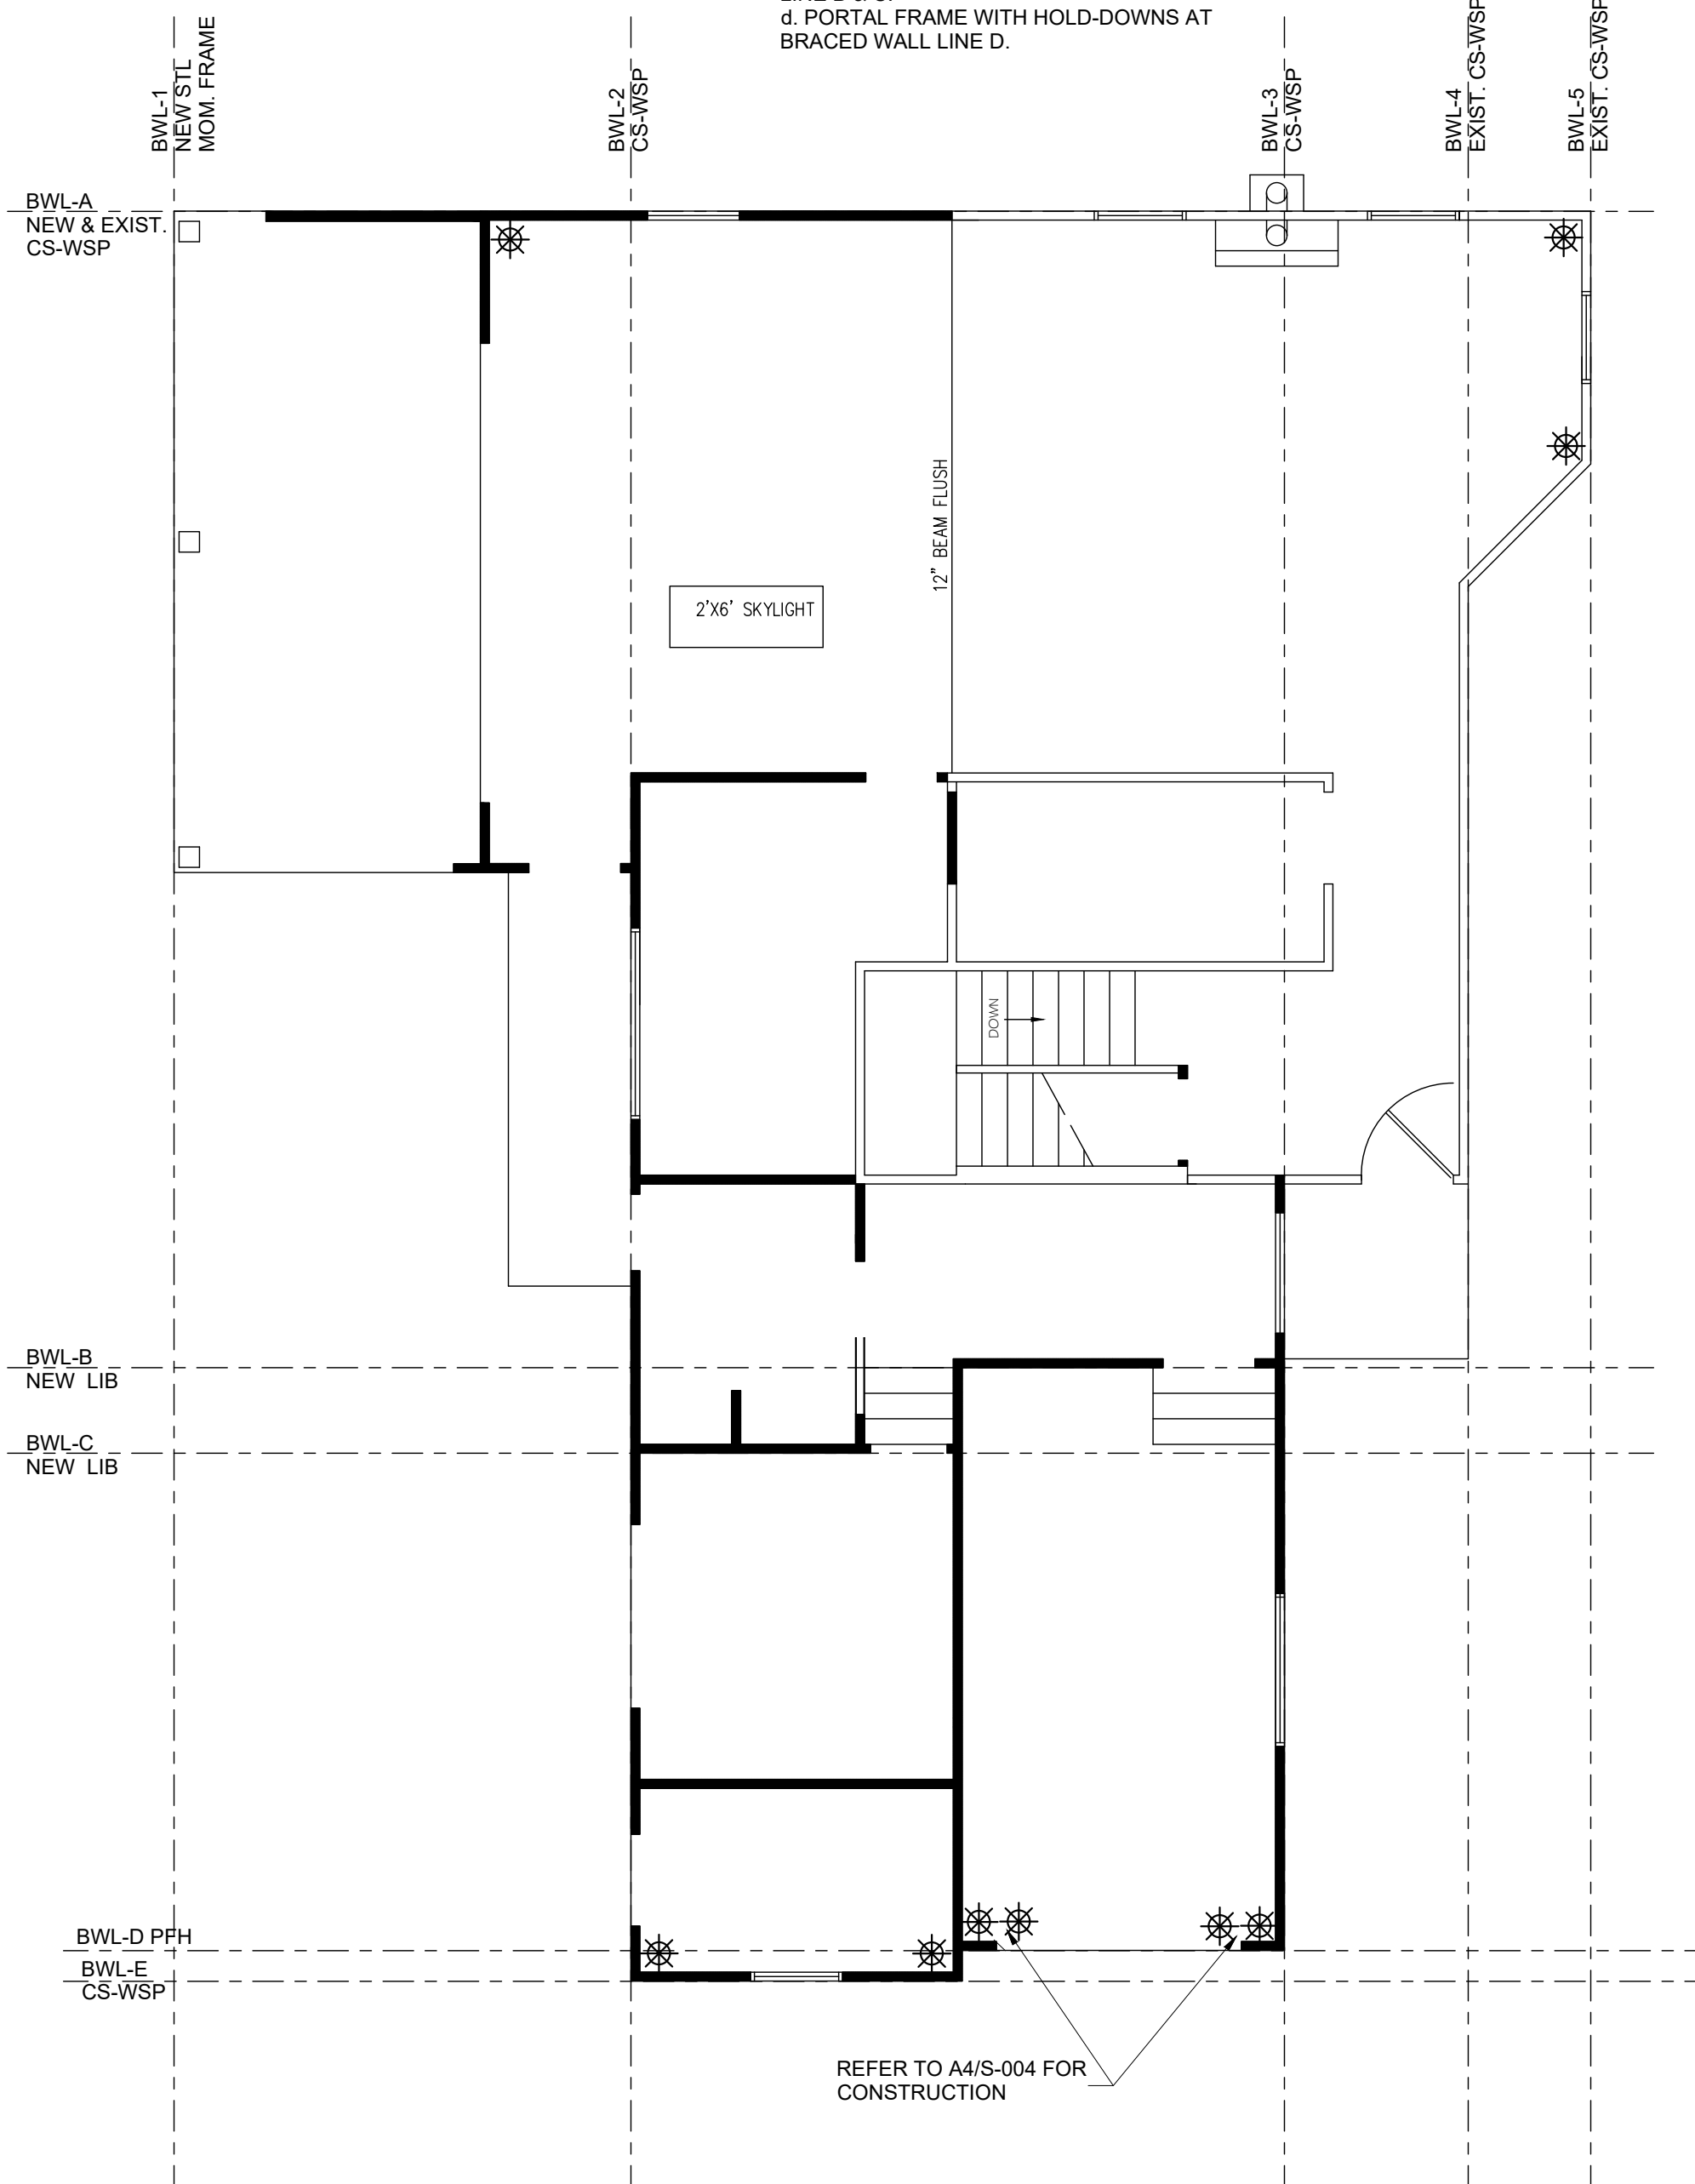 d. PORTAL FRAME WITH HOLD-DOWNS AT
BRACED WALL LINE D.
BWL-1
NEW STL
MOM. FRAME
BWL-2
CS-WSP
BWL-3
CS-WSP
BWL-4
EXIST. CS-WSP
BWL-5
EXIST. CS-WSP
BWL-A
NEW & EXIST.
CS-WSP
12" BEAM FLUSH
2'X6' SKYLIGHT
DOWN
BWL-B
NEW LIB
BWL-C
NEW LIB
BWL-D PFH
BWL-E
CS-WSP
REFER TO A4/S-004 FOR
CONSTRUCTION